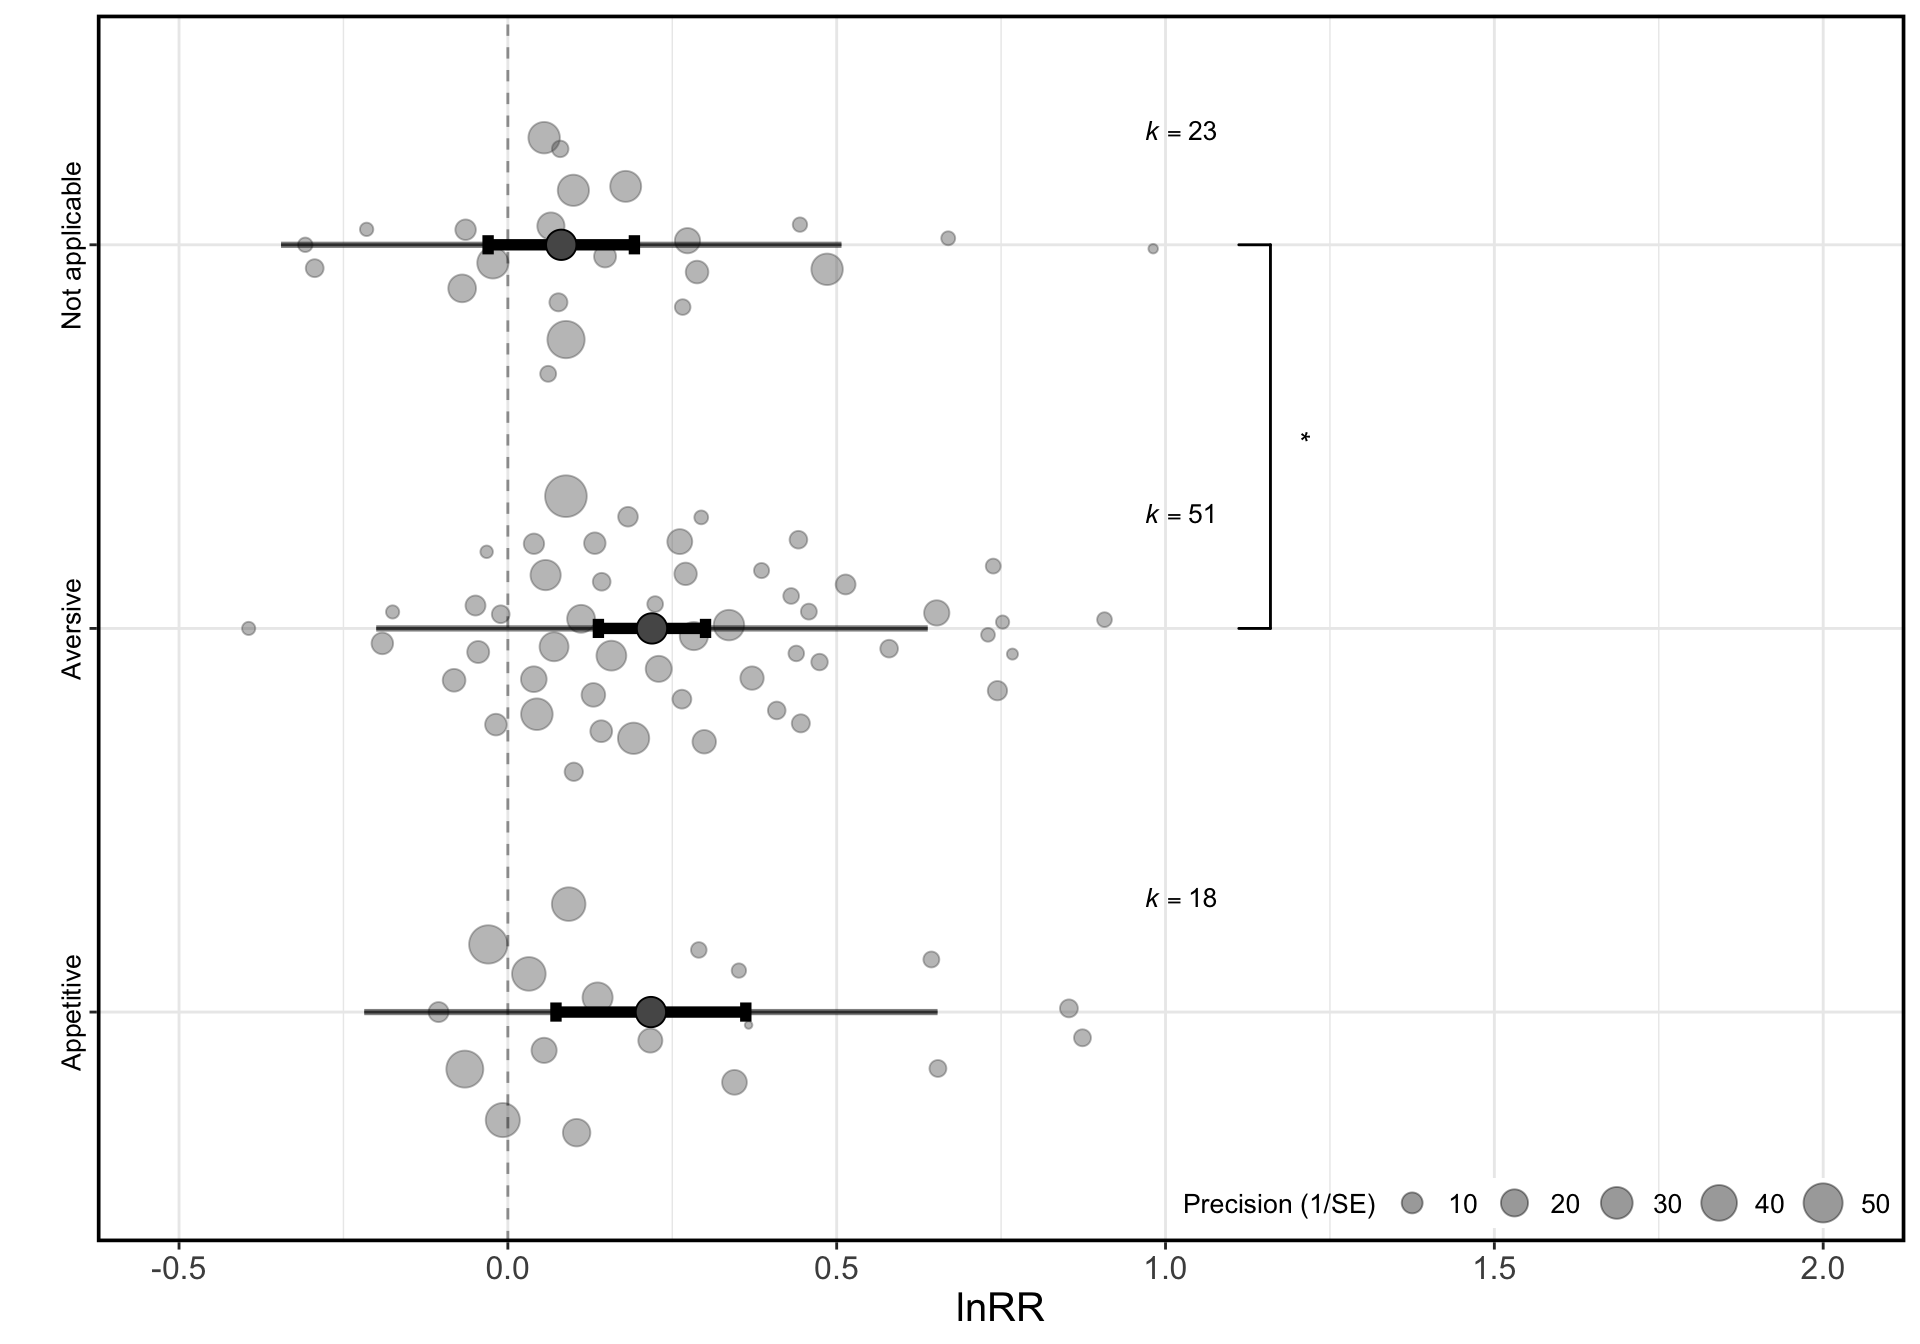 k = 23
Not applicable
*
k = 51
Aversive
k = 18
Appetitive
Precision (1/SE) 10 20 30 40 50
-0.5 0.0 0.5 1.0 1.5 2.0
lnRR